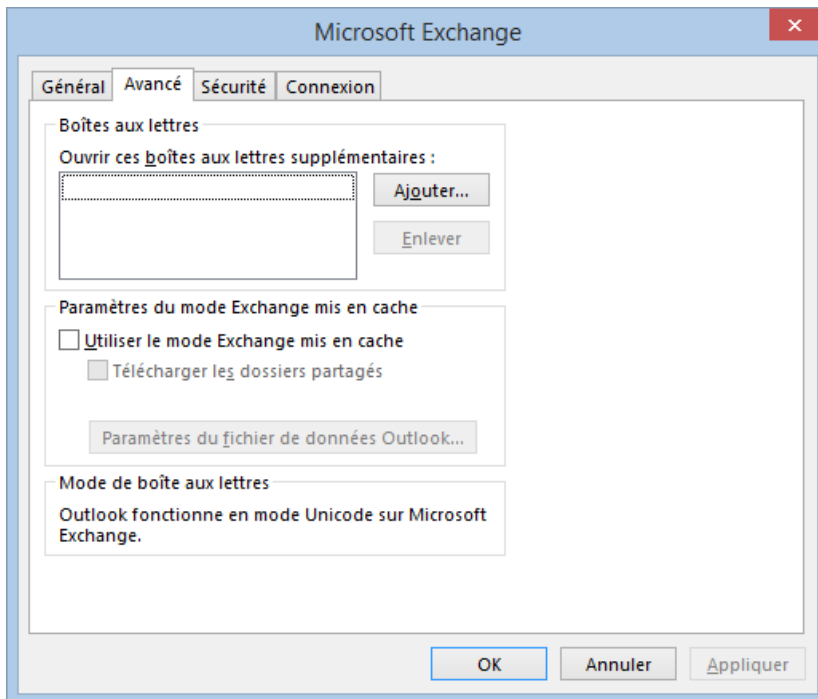 Microsoft Exchange
Général
Avancé
Sécurité
Connexion
Boîtes aux lettres
Ouvrir ces boîtes aux lettres supplémentaires :
Ajouter...
Enlever
Paramètres du mode Exchange mis en cache
Utiliser le mode Exchange mis en cache
Télécharger les dossiers partagés
Paramètres du fichier de données Outlook...
Mode de boîte aux lettres
Outlook fonctionne en mode Unicode sur Microsoft
Exchange.
OK
Annuler
Appliquer